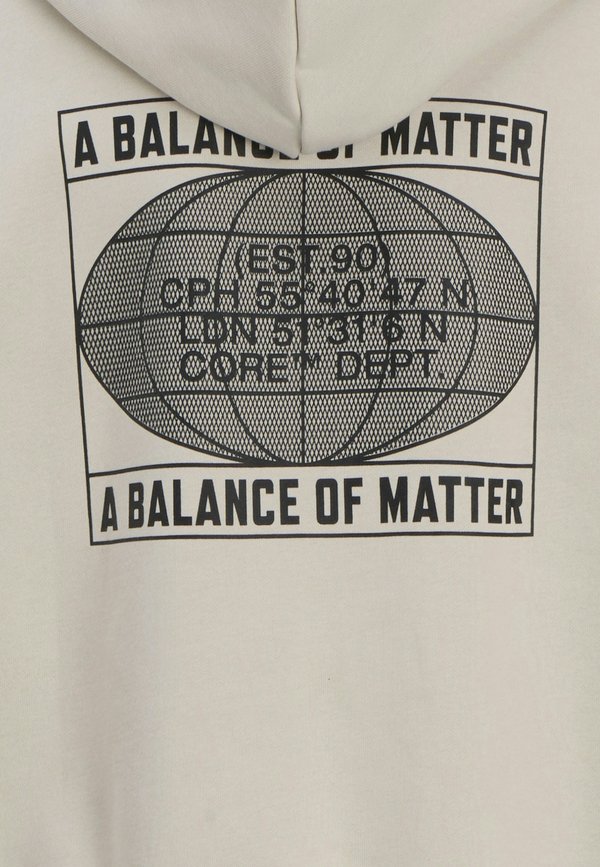 A BALANCE OF MATTER
(EST.90)
CPH 55°40'47 N
LDN 51°31'6 N
CORE™ DEPT.
A BALANCE OF MATTER